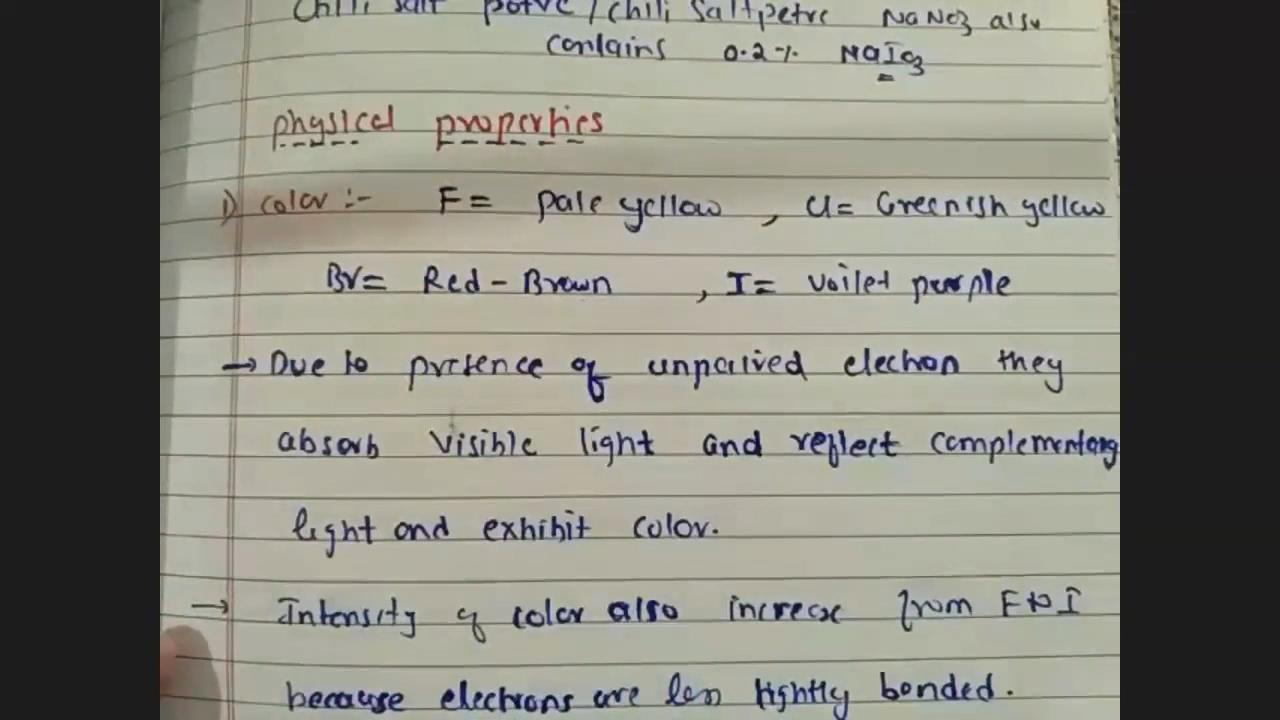 Chili salt potre / chili Saltpetre NaNO3 also
contains 0.2% NaIO3
physical properties
1) color :- F = pale yellow , Cl = Greenish yellow
Br = Red - Brown , I = voilet purple
→ Due to presence of unpaired electron they
absorb visible light and reflect complementary
light and exhibit color.
→ Intensity of color also increase from F to I
because electrons are less tightly bonded.